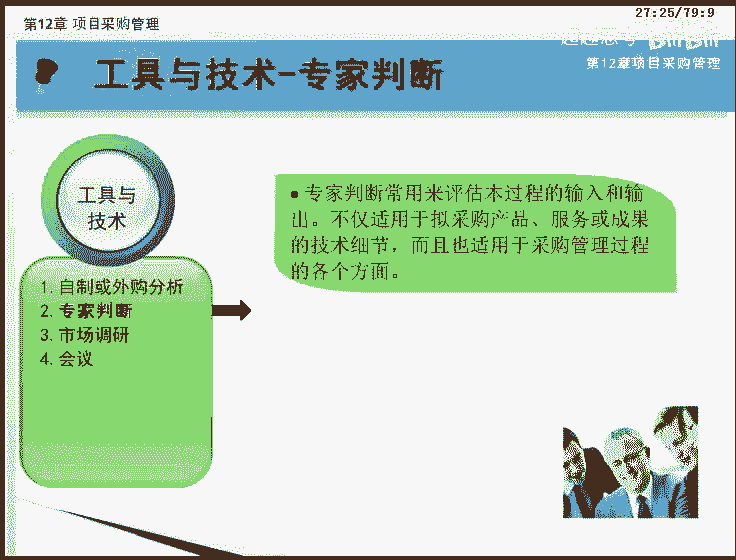 27:25/79:9
第12章 项目采购管理
第12章项目采购管理
工具与技术-专家判断
工具与
技术
1.自制或外购分析
2.专家判断
3.市场调研
4.会议
•专家判断常用来评估本过程的输入和输
出。不仅适用于拟采购产品、服务或成果
的技术细节，而且也适用于采购管理过程
的各个方面。